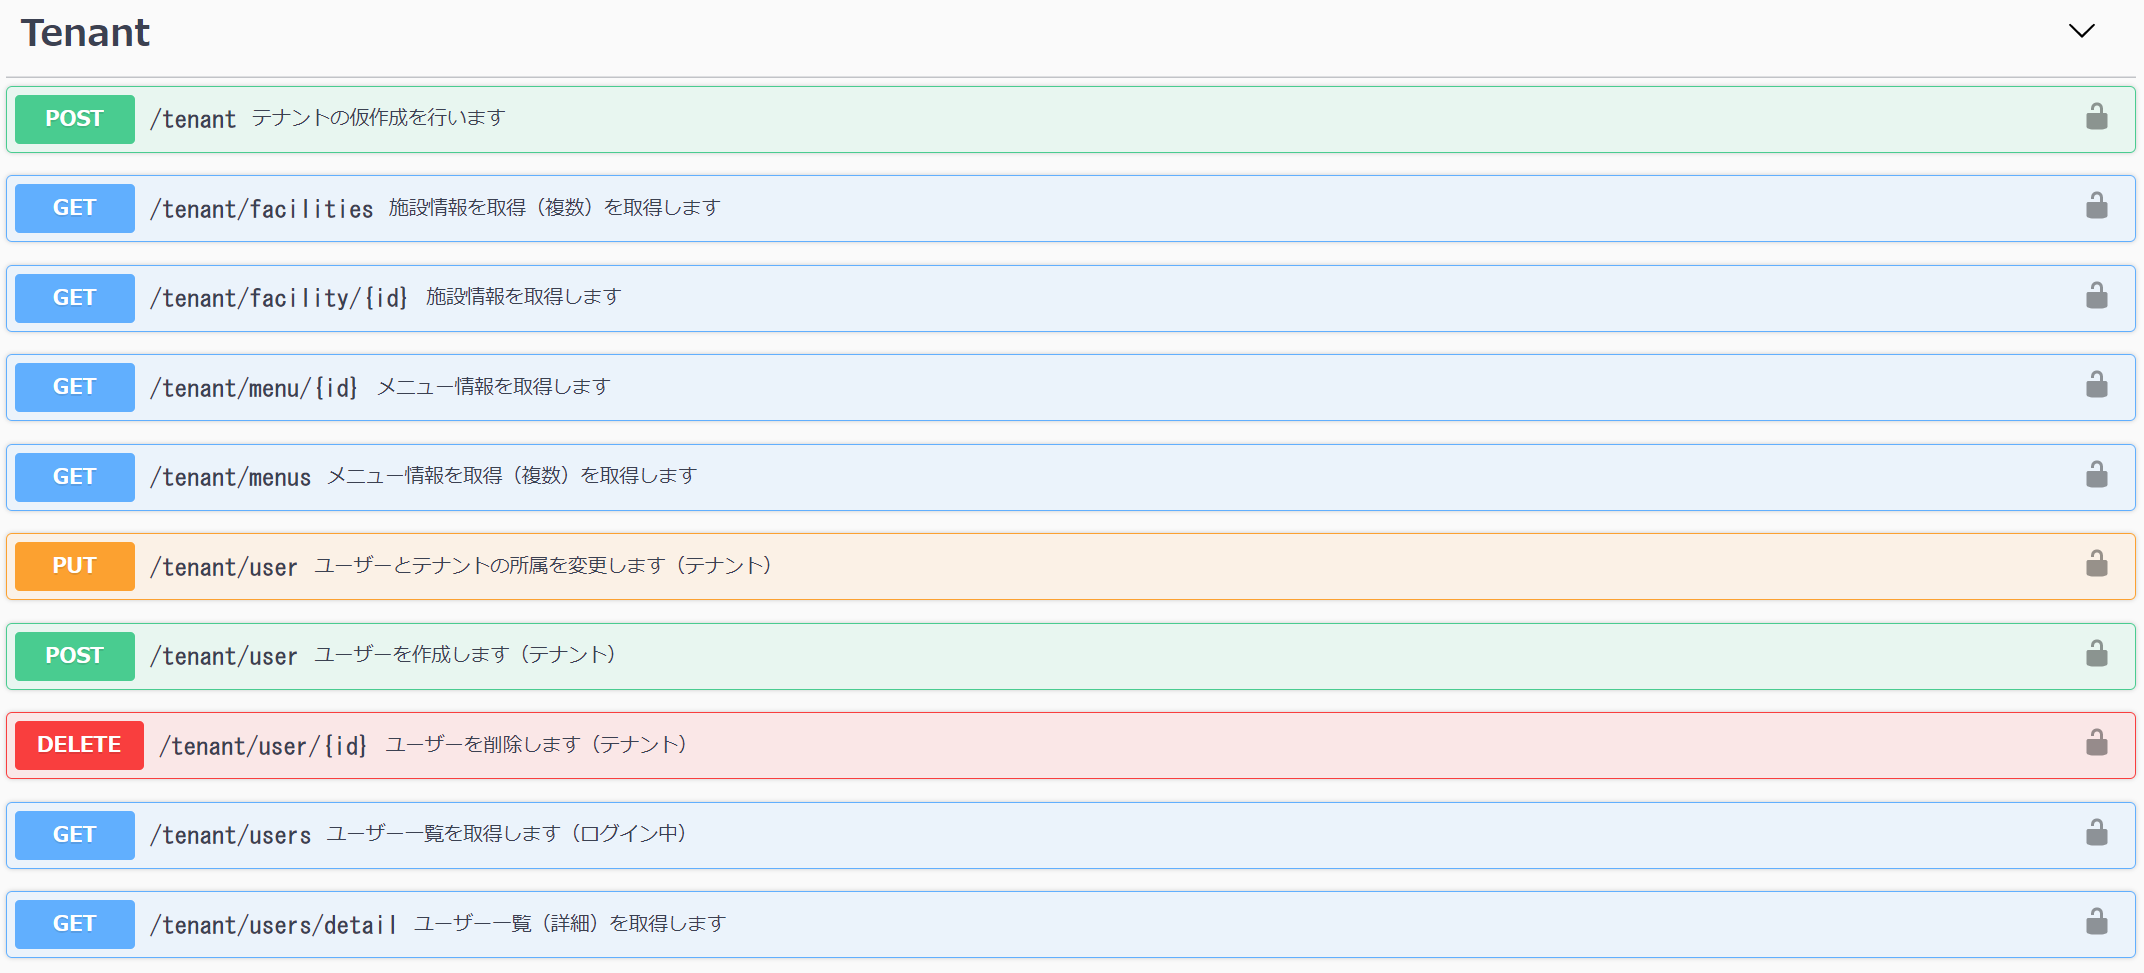 Tenant
POST /tenant テナントの仮作成を行います
GET /tenant/facilities 施設情報を取得（複数）を取得します
GET /tenant/facility/{id} 施設情報を取得します
GET /tenant/menu/{id} メニュー情報を取得します
GET /tenant/menus メニュー情報を取得（複数）を取得します
PUT /tenant/user ユーザーとテナントの所属を変更します（テナント）
POST /tenant/user ユーザーを作成します（テナント）
DELETE /tenant/user/{id} ユーザーを削除します（テナント）
GET /tenant/users ユーザー一覧を取得します（ログイン中）
GET /tenant/users/detail ユーザー一覧（詳細）を取得します